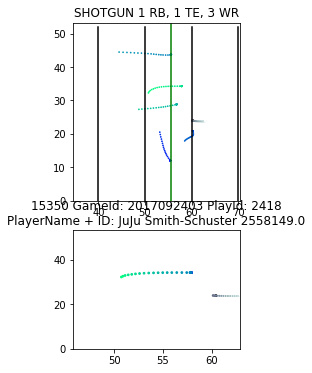 SHOTGUN 1 RB, 1 TE, 3 WR
50
40
30
20
10
0
40 50 60 70
15350 GameId: 2017092403 PlayId: 2418
PlayerName + ID: JuJu Smith-Schuster 2558149.0
40
20
0
50 55 60